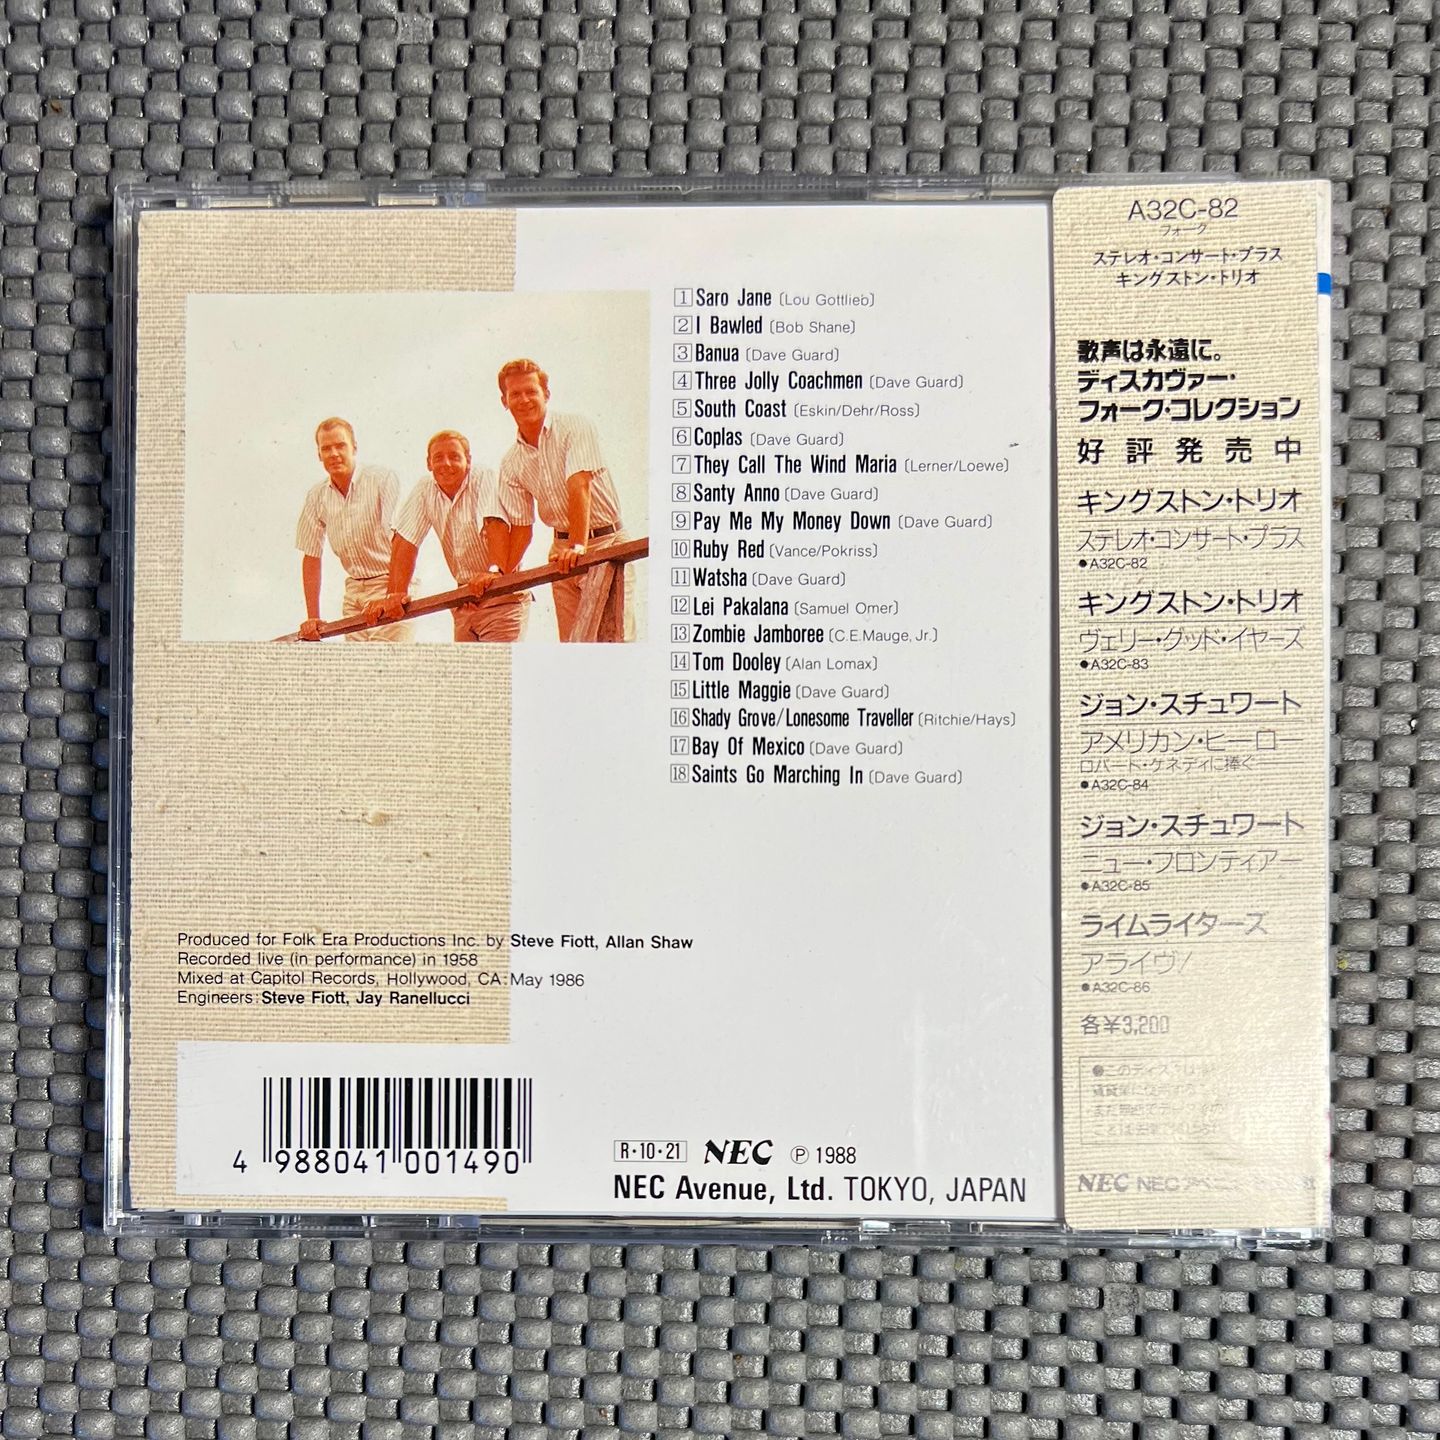 1 Saro Jane (Lou Gottlieb)
2 I Bawled (Bob Shane)
3 Banua (Dave Guard)
4 Three Jolly Coachmen (Dave Guard)
5 South Coast (Eskin/Dehr/Ross)
6 Coplas (Dave Guard)
7 They Call The Wind Maria (Lerner/Loewe)
8 Santy Anno (Dave Guard)
9 Pay Me My Money Down (Dave Guard)
10 Ruby Red (Vance/Pokriss)
11 Watsha (Dave Guard)
12 Lei Pakalana (Samuel Omer)
13 Zombie Jamboree (C.E.Mauge, Jr.)
14 Tom Dooley (Alan Lomax)
15 Little Maggie (Dave Guard)
16 Shady Grove/Lonesome Traveller (Ritchie/Hays)
17 Bay Of Mexico (Dave Guard)
18 Saints Go Marching In (Dave Guard)
Produced for Folk Era Productions Inc. by Steve Fiott, Allan Shaw
Recorded live (in performance) in 1958
Mixed at Capitol Records, Hollywood, CA: May 1986
Engineers: Steve Fiott, Jay Ranellucci
4 988041 001490
R·10·21 NEC Ⓟ 1988
NEC Avenue, Ltd. TOKYO, JAPAN
A32C-82
フォーク
ステレオ・コンサート・プラス
キングストン・トリオ
歌声は永遠に。
ディスカヴァー・
フォーク・コレクション
好評発売中
キングストン・トリオ
ステレオ・コンサート・プラス
●A32C-82
キングストン・トリオ
ヴェリー・グッド・イヤーズ
●A32C-83
ジョン・スチュワート
アメリカン・ヒーロー
ロバート・ケネディに捧ぐ
●A32C-84
ジョン・スチュワート
ニュー・フロンティアー
●A32C-85
ライムライターズ
アライヴ!
●A32C-86
各¥3,200
●このディスク
NEC NEC